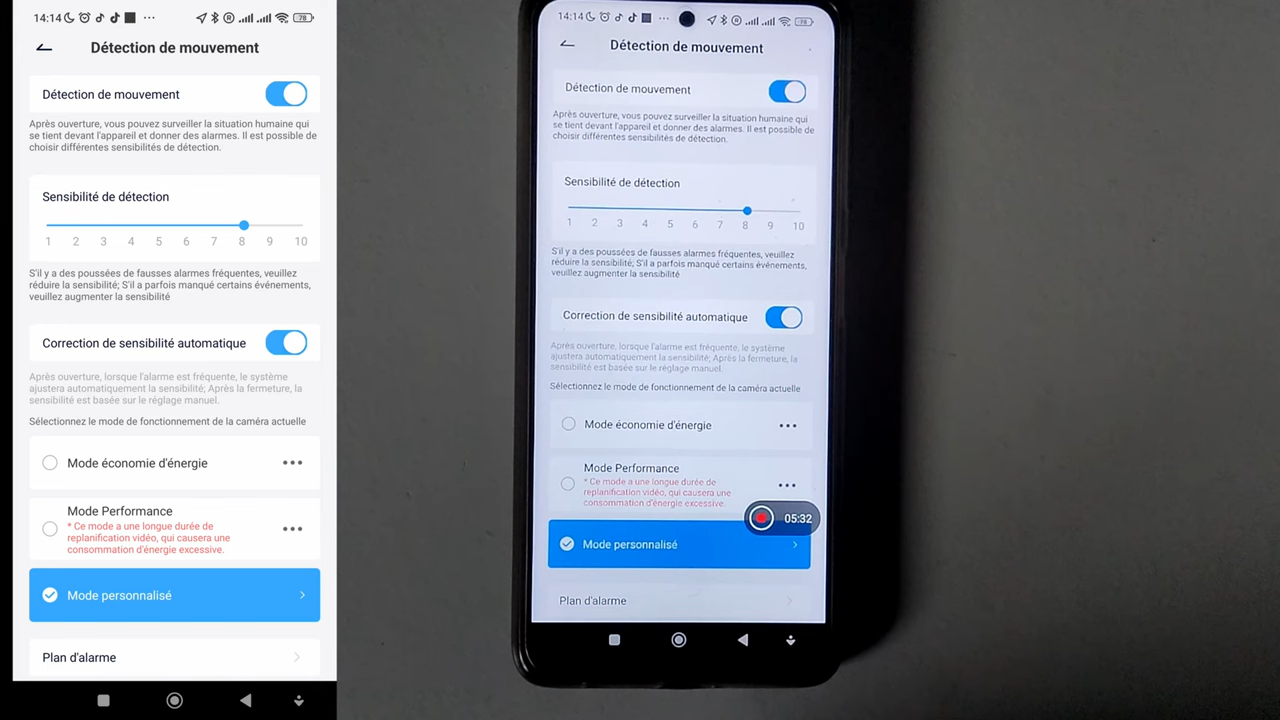 14:14
78
Détection de mouvement
Détection de mouvement
Après ouverture, vous pouvez surveiller la situation humaine qui
se tient devant l'appareil et donner des alarmes. Il est possible de
choisir différentes sensibilités de détection.
Sensibilité de détection
1 2 3 4 5 6 7 8 9 10
S'il y a des poussées de fausses alarmes fréquentes, veuillez
réduire la sensibilité; S'il a parfois manqué certains événements,
veuillez augmenter la sensibilité
Correction de sensibilité automatique
Après ouverture, lorsque l'alarme est fréquente, le système
ajustera automatiquement la sensibilité; Après la fermeture, la
sensibilité est basée sur le réglage manuel.
Sélectionnez le mode de fonctionnement de la caméra actuelle
Mode économie d'énergie
Mode Performance
* Ce mode a une longue durée de
replanification vidéo, qui causera une
consommation d'énergie excessive.
Mode personnalisé
Plan d'alarme
14:14
78
Détection de mouvement
Détection de mouvement
Après ouverture, vous pouvez surveiller la situation humaine qui
se tient devant l'appareil et donner des alarmes. Il est possible de
choisir différentes sensibilités de détection.
Sensibilité de détection
1 2 3 4 5 6 7 8 9 10
S'il y a des poussées de fausses alarmes fréquentes, veuillez
réduire la sensibilité; S'il a parfois manqué certains événements,
veuillez augmenter la sensibilité
Correction de sensibilité automatique
Après ouverture, lorsque l'alarme est fréquente, le système
ajustera automatiquement la sensibilité; Après la fermeture, la
sensibilité est basée sur le réglage manuel.
Sélectionnez le mode de fonctionnement de la caméra actuelle
Mode économie d'énergie
Mode Performance
* Ce mode a une longue durée de
replanification vidéo, qui causera une
consommation d'énergie excessive.
05:32
Mode personnalisé
Plan d'alarme